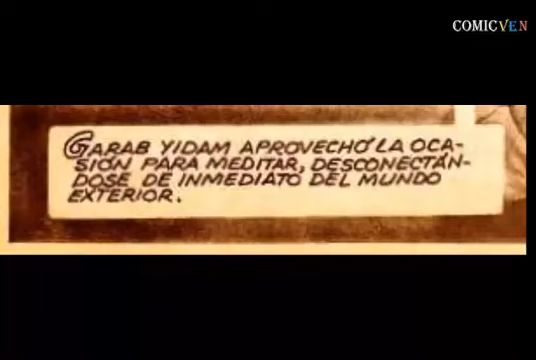 COMICVEN
GARAB YIDAM APROVECHÓ LA OCA-
SIÓN PARA MEDITAR, DESCONECTÁN-
DOSE DE INMEDIATO DEL MUNDO
EXTERIOR.